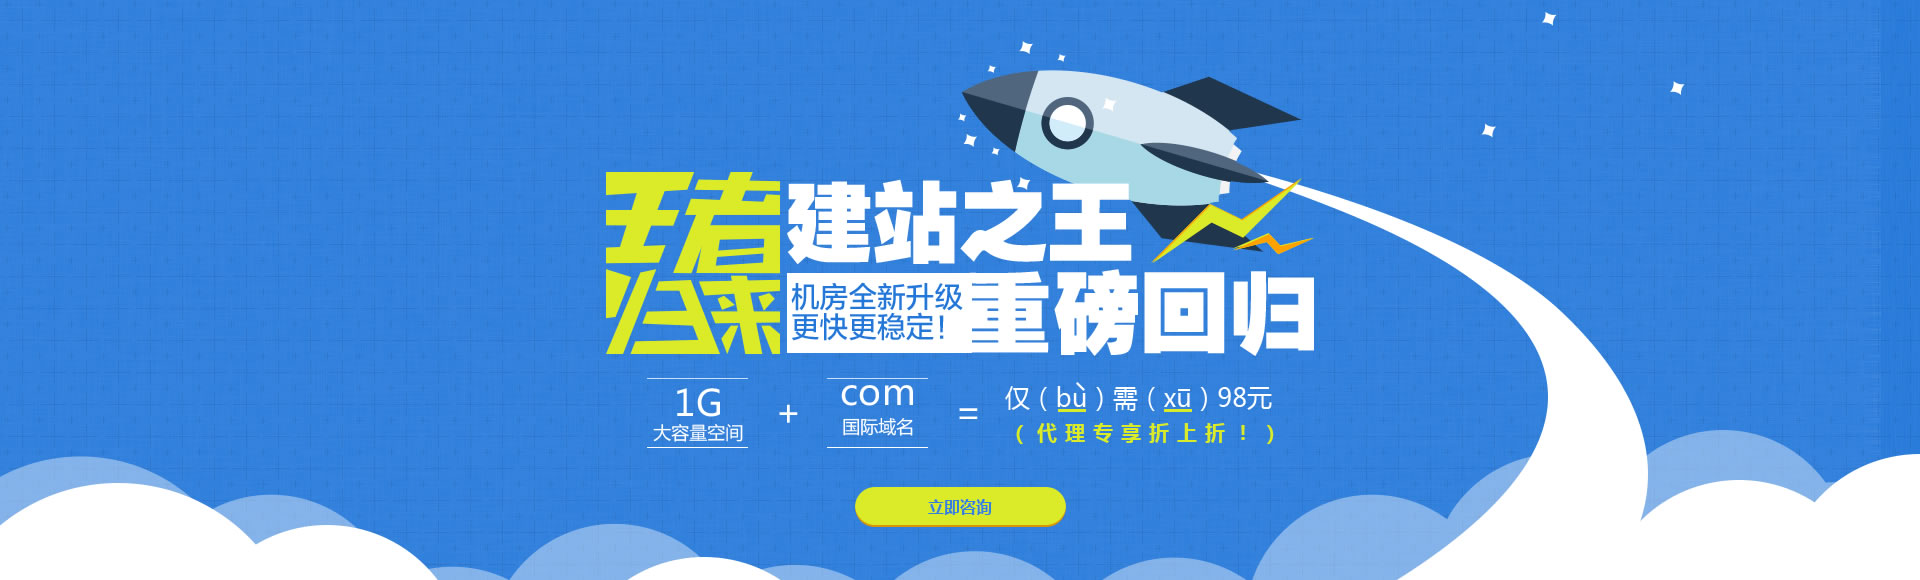 王者归来
建站之王
机房全新升级
更快更稳定!
重磅回归
1G
大容量空间
+
com
国际域名
=
仅（bù）需（xū）98元
（代理专享折上折！）
立即咨询